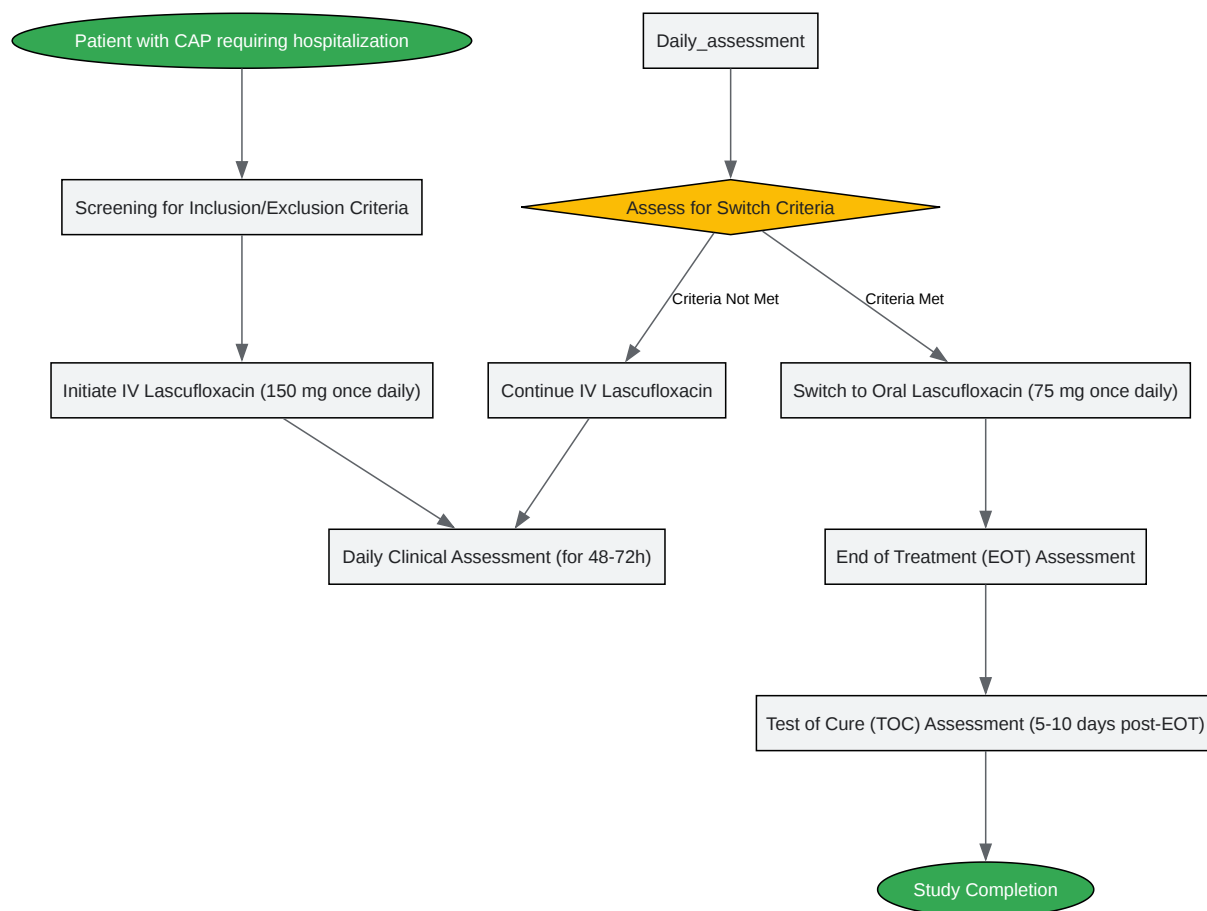 Patient with CAP requiring hospitalization
Daily_assessment
Screening for Inclusion/Exclusion Criteria
Assess for Switch Criteria
Criteria Not Met
Criteria Met
Initiate IV Lascufloxacin (150 mg once daily)
Continue IV Lascufloxacin
Switch to Oral Lascufloxacin (75 mg once daily)
Daily Clinical Assessment (for 48-72h)
End of Treatment (EOT) Assessment
Test of Cure (TOC) Assessment (5-10 days post-EOT)
Study Completion